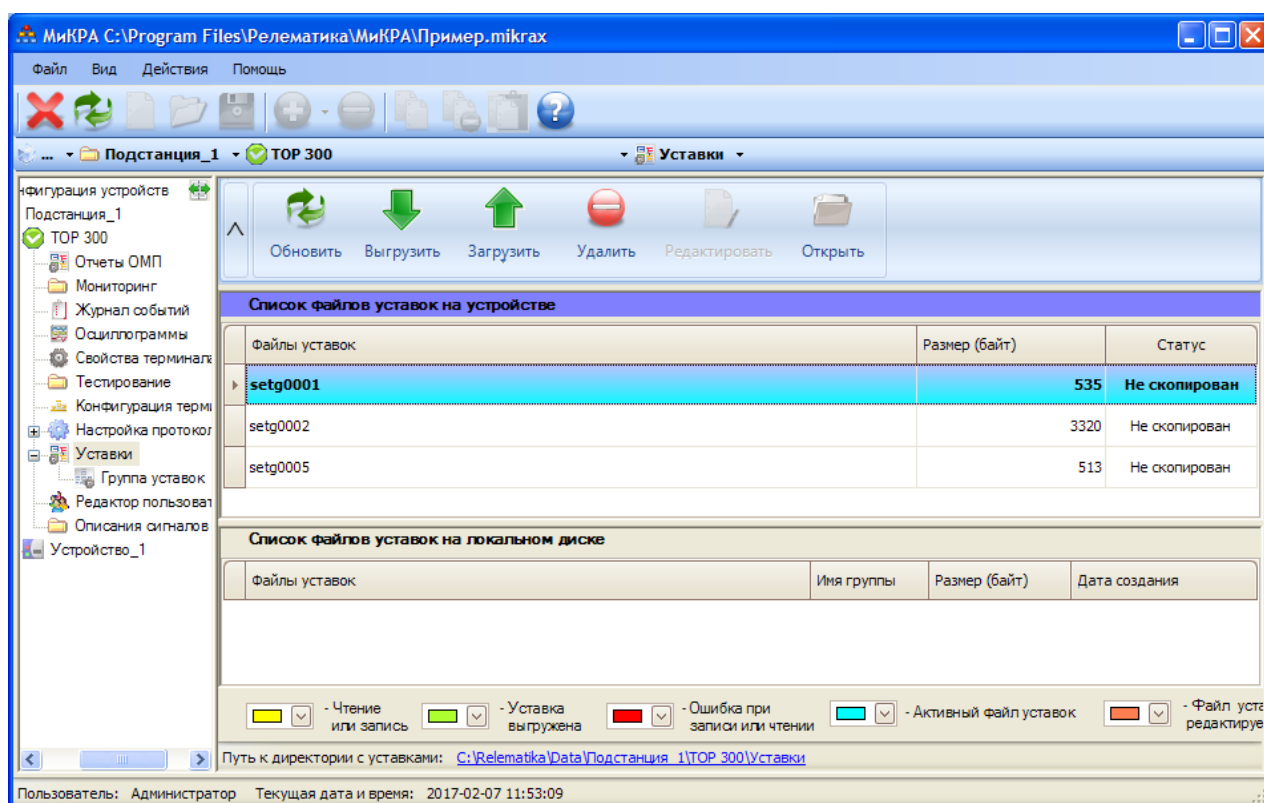 МиКРА C:\Program Files\Релематика\МиКРА\Пример.mikrax
Файл Вид Действия Помощь
... Подстанция_1 ТОР 300 Уставки
нфигурация устройств
Подстанция_1
ТОР 300
Отчеты ОМП
Мониторинг
Журнал событий
Осциллограммы
Свойства терминала
Тестирование
Конфигурация терми
Настройка протокол
Уставки
Группа уставок
Редактор пользоват
Описания сигналов
Устройство_1
Обновить Выгрузить Загрузить Удалить Редактировать Открыть
Список файлов уставок на устройстве
Файлы уставок Размер (байт) Статус
setg0001 535 Не скопирован
setg0002 3320 Не скопирован
setg0005 513 Не скопирован
Список файлов уставок на локальном диске
Файлы уставок Имя группы Размер (байт) Дата создания
- Чтение или запись
- Уставка выгружена
- Ошибка при записи или чтении
- Активный файл уставок
- Файл уста
редактируе
Путь к директории с уставками: C:\Relematika\Data\Подстанция_1\ТОР 300\Уставки
Пользователь: Администратор Текущая дата и время: 2017-02-07 11:53:09